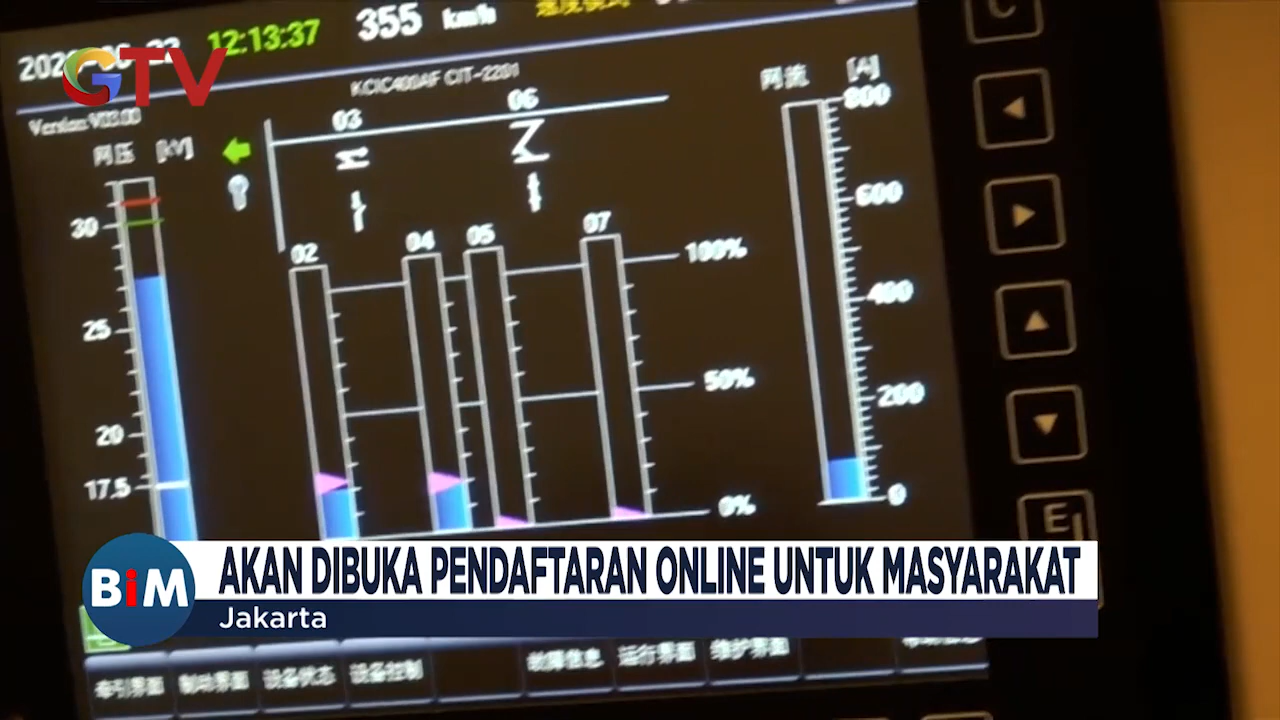 355 km/h
12:13:37
GTV
KCIC400AF CIT-2201
Version:V03.00
网压 [kV]
网流 [A]
03
06
02
04
05
07
30
25
20
17.5
100%
50%
0%
800
600
400
200
0
C
E
BiM
AKAN DIBUKA PENDAFTARAN ONLINE UNTUK MASYARAKAT
Jakarta
牵引界面 制动界面 设备状态 设备控制 故障信息 运行界面 维护界面